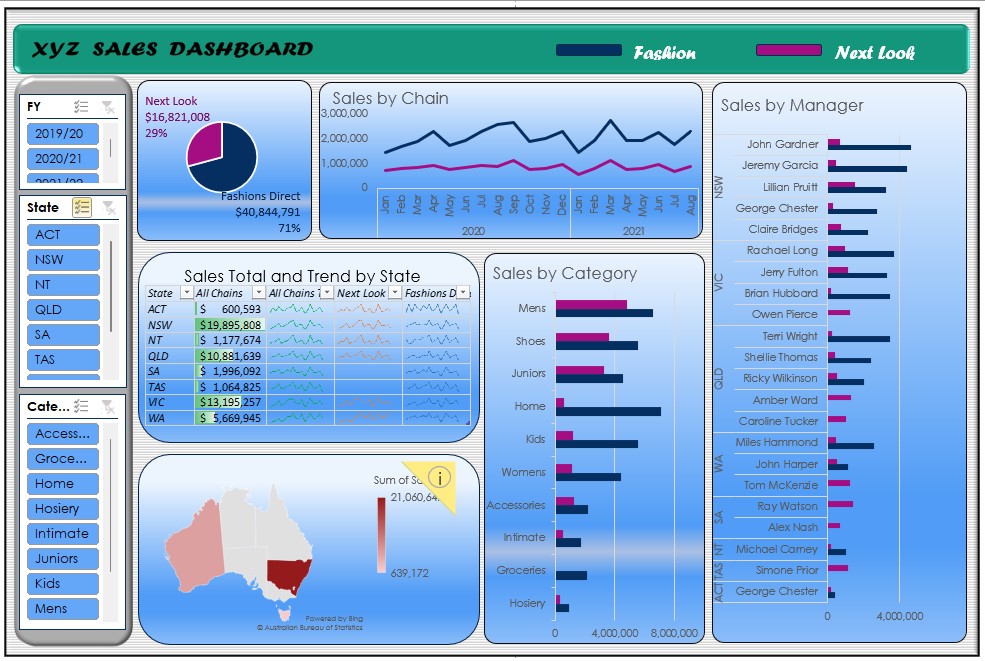 XYZ SALES DASHBOARD
Fashion
Next Look
FY
2019/20
2020/21
2021/22
State
ACT
NSW
NT
QLD
SA
TAS
Cate...
Access...
Groce...
Home
Hosiery
Intimate
Juniors
Kids
Mens
Next Look
$16,821,008
29%
Fashions Direct
$40,844,791
71%
Sales by Chain
3,000,000
2,000,000
1,000,000
0
Jan Feb Mar Apr May Jun Jul Aug Sep Oct Nov Dec Jan Feb Mar Apr May Jun Jul Aug
2020 2021
Sales Total and Trend by State
State All Chains All Chains T Next Look Fashions D
ACT $ 600,593
NSW $19,895,808
NT $ 1,177,674
QLD $10,881,639
SA $ 1,996,092
TAS $ 1,064,825
VIC $13,195,257
WA $ 5,669,945
Sum of Sa
21,060,64
639,172
Powered by Bing
© Australian Bureau of Statistics
Sales by Category
Mens
Shoes
Juniors
Home
Kids
Womens
Accessories
Intimate
Groceries
Hosiery
0 4,000,000 8,000,000
Sales by Manager
NSW
John Gardner
Jeremy Garcia
Lillian Pruitt
George Chester
Claire Bridges
VIC
Rachael Long
Jerry Fulton
Brian Hubbard
Owen Pierce
QLD
Terri Wright
Shellie Thomas
Ricky Wilkinson
Amber Ward
Caroline Tucker
WA
Miles Hammond
John Harper
Tom McKenzie
SA
Ray Watson
Alex Nash
NT
Michael Carney
TAS
Simone Prior
ACT
George Chester
0 4,000,000